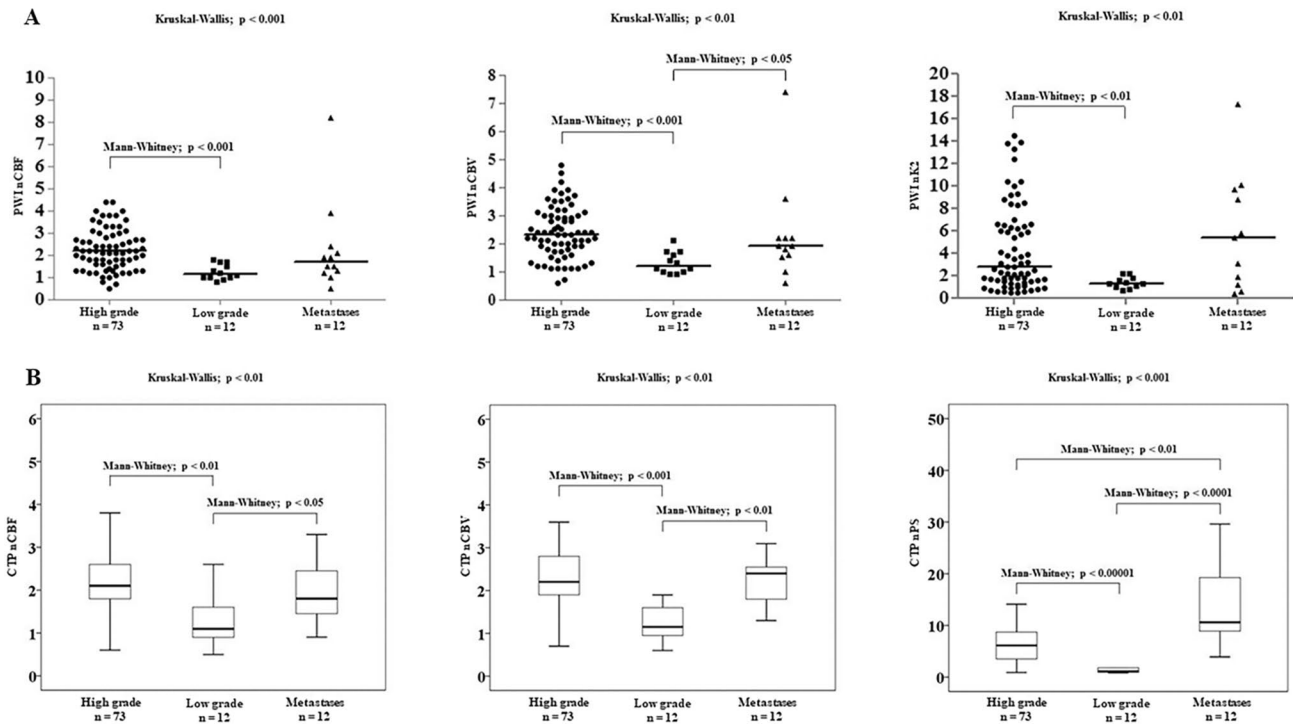 A
Kruskal-Wallis; p < 0.001
PWI nCBF
10
9
8
7
6
5
4
3
2
1
0
Mann-Whitney; p < 0.001
High grade
n = 73
Low grade
n = 12
Metastases
n = 12
Kruskal-Wallis; p < 0.01
PWI nCBV
8
7
6
5
4
3
2
1
0
Mann-Whitney; p < 0.05
Mann-Whitney; p < 0.001
High grade
n = 73
Low grade
n = 12
Metastases
n = 12
Kruskal-Wallis; p < 0.01
PWI nK2
20
18
16
14
12
10
8
6
4
2
0
Mann-Whitney; p < 0.01
High grade
n = 73
Low grade
n = 12
Metastases
n = 12
B
Kruskal-Wallis; p < 0.01
CTP nCBF
6
5
4
3
2
1
0
Mann-Whitney; p < 0.01
Mann-Whitney; p < 0.05
High grade
n = 73
Low grade
n = 12
Metastases
n = 12
Kruskal-Wallis; p < 0.01
CTP nCBV
6
5
4
3
2
1
0
Mann-Whitney; p < 0.001
Mann-Whitney; p < 0.01
High grade
n = 73
Low grade
n = 12
Metastases
n = 12
Kruskal-Wallis; p < 0.001
CTP nPS
50
40
30
20
10
0
Mann-Whitney; p < 0.01
Mann-Whitney; p < 0.0001
Mann-Whitney; p < 0.00001
High grade
n = 73
Low grade
n = 12
Metastases
n = 12